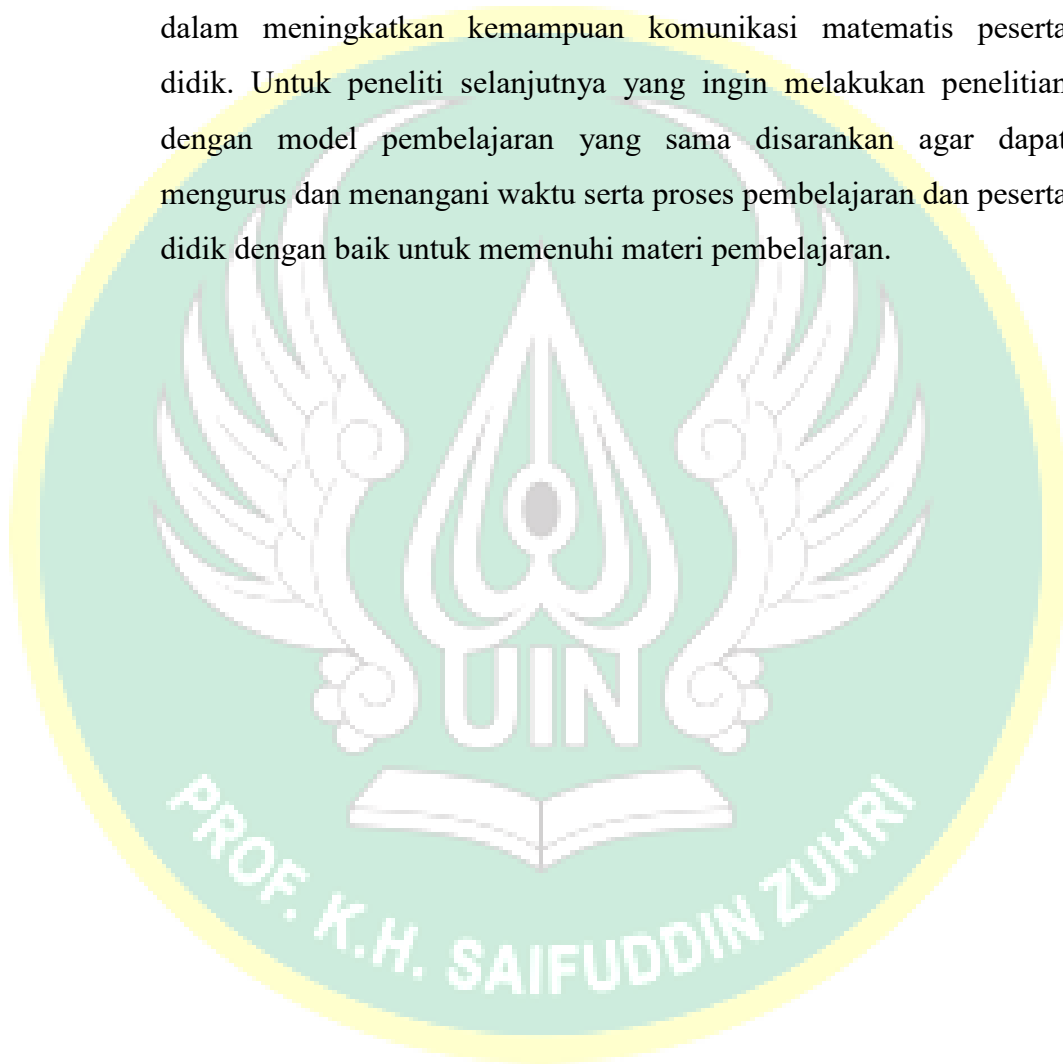 dalam meningkatkan kemampuan komunikasi matematis peserta
didik. Untuk peneliti selanjutnya yang ingin melakukan penelitian
dengan model pembelajaran yang sama disarankan agar dapat
mengurus dan menangani waktu serta proses pembelajaran dan peserta
didik dengan baik untuk memenuhi materi pembelajaran.
UIN
PROF. K.H. SAIFUDDIN ZUHRI